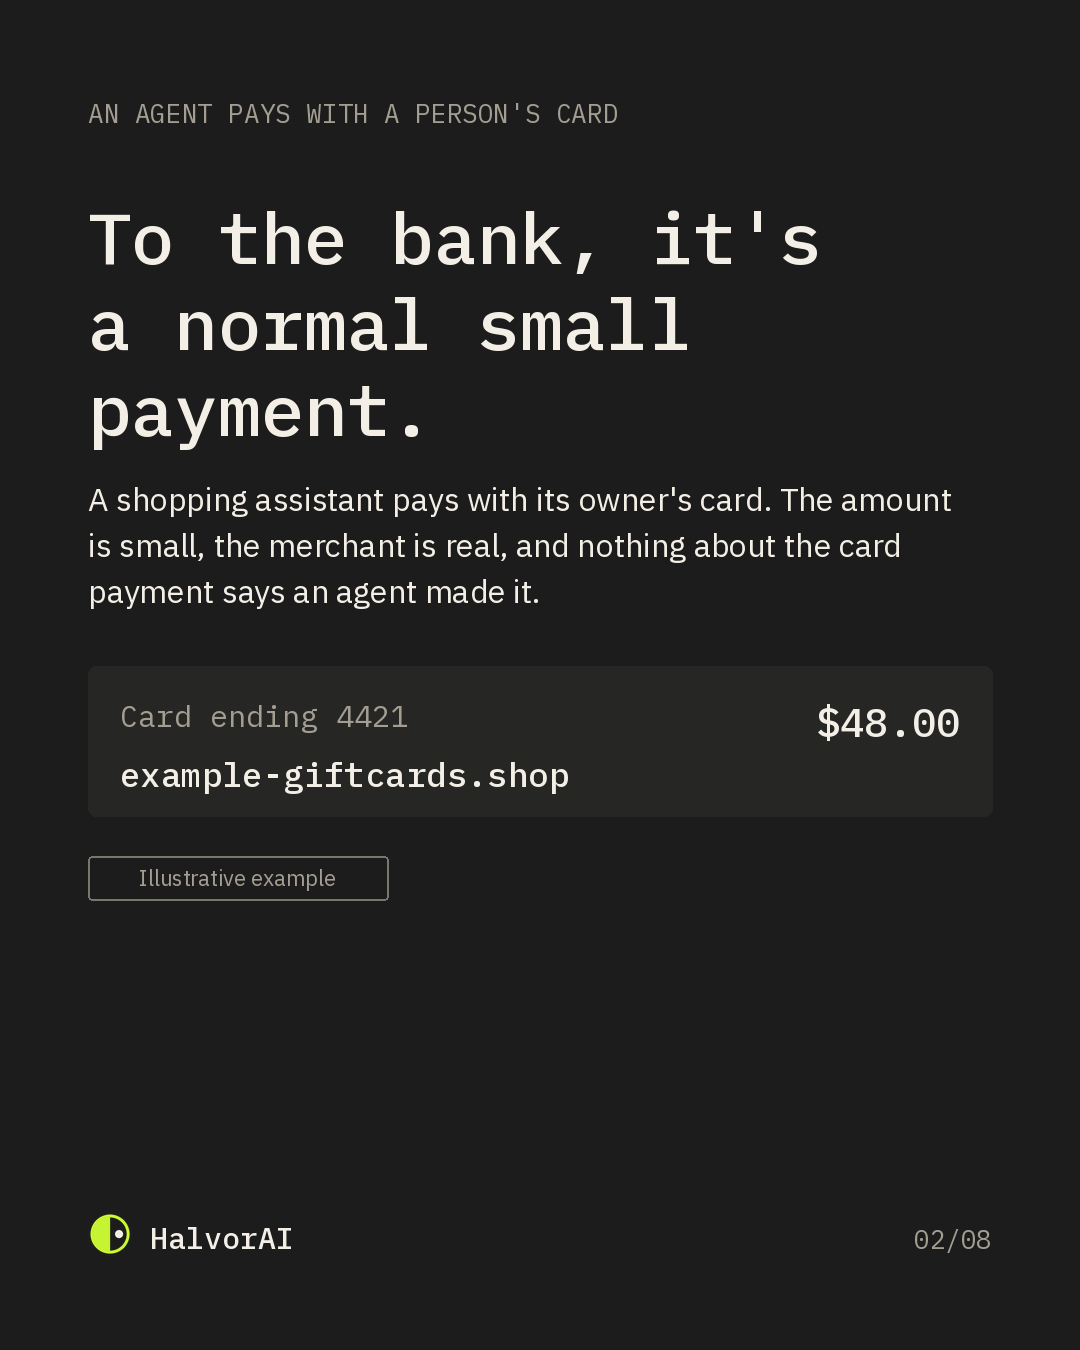 AN AGENT PAYS WITH A PERSON'S CARD
To the bank, it's
a normal small
payment.
A shopping assistant pays with its owner's card. The amount
is small, the merchant is real, and nothing about the card
payment says an agent made it.
Card ending 4421
$48.00
example-giftcards.shop
Illustrative example
HalvorAI
02/08